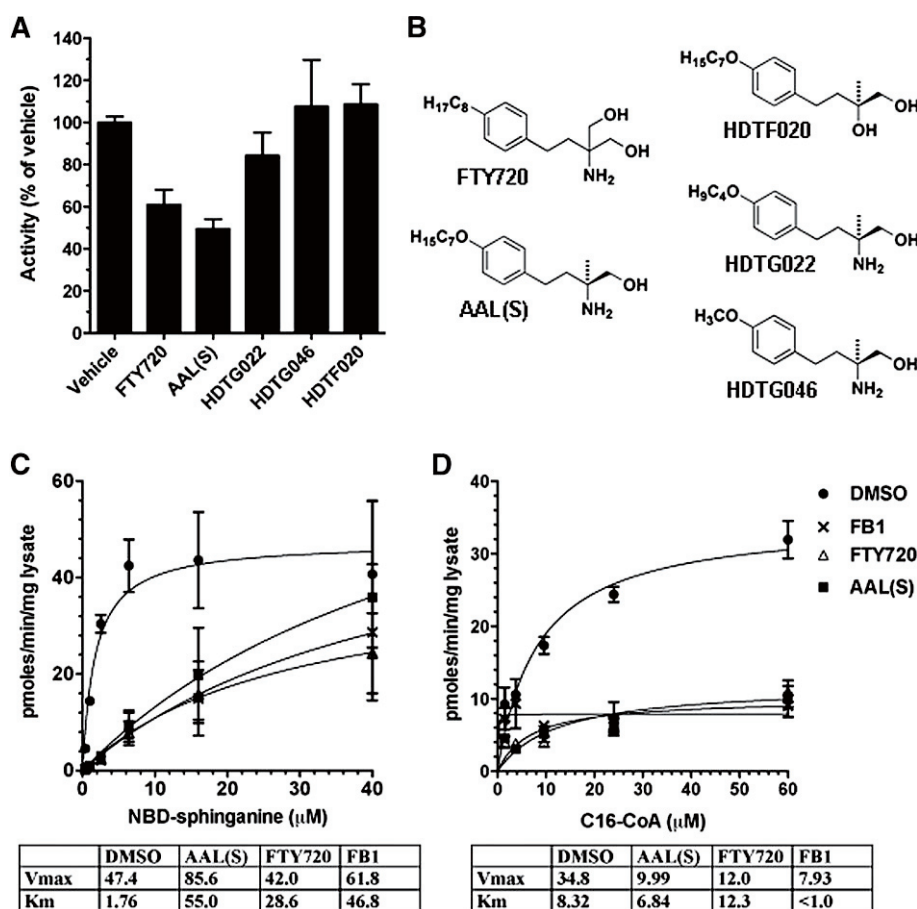 A
Activity (% of vehicle)
140
120
100
80
60
40
20
0
Vehicle
FTY720
AAL(S)
HDTG022
HDTG046
HDTF020
B
H₁₇C₈
OH
OH
NH₂
FTY720
H₁₅C₇O
OH
NH₂
AAL(S)
H₁₅C₇O
OH
OH
HDTF020
H₉C₄O
OH
NH₂
HDTG022
H₃CO
OH
NH₂
HDTG046
C
pmoles/min/mg lysate
60
40
20
0
0 10 20 30 40
NBD-sphinganine (μM)
DMSO AAL(S) FTY720 FB1
Vmax 47.4 85.6 42.0 61.8
Km 1.76 55.0 28.6 46.8
D
pmoles/min/mg lysate
40
30
20
10
0
0 10 20 30 40 50 60
C16-CoA (μM)
DMSO
FB1
FTY720
AAL(S)
DMSO AAL(S) FTY720 FB1
Vmax 34.8 9.99 12.0 7.93
Km 8.32 6.84 12.3 <1.0